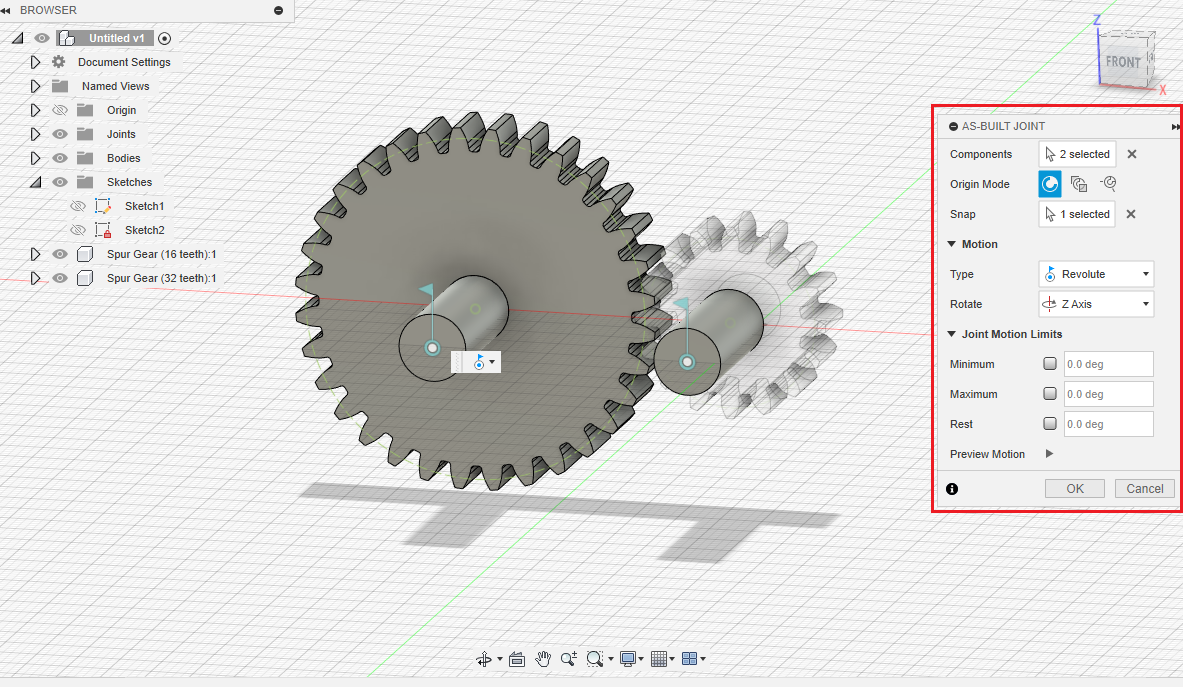 BROWSER
Untitled v1
Document Settings
Named Views
Origin
Joints
Bodies
Sketches
Sketch1
Sketch2
Spur Gear (16 teeth):1
Spur Gear (32 teeth):1
Z
FRONT
X
AS-BUILT JOINT
Components 2 selected
Origin Mode
Snap 1 selected
Motion
Type Revolute
Rotate Z Axis
Joint Motion Limits
Minimum 0.0 deg
Maximum 0.0 deg
Rest 0.0 deg
Preview Motion
OK Cancel